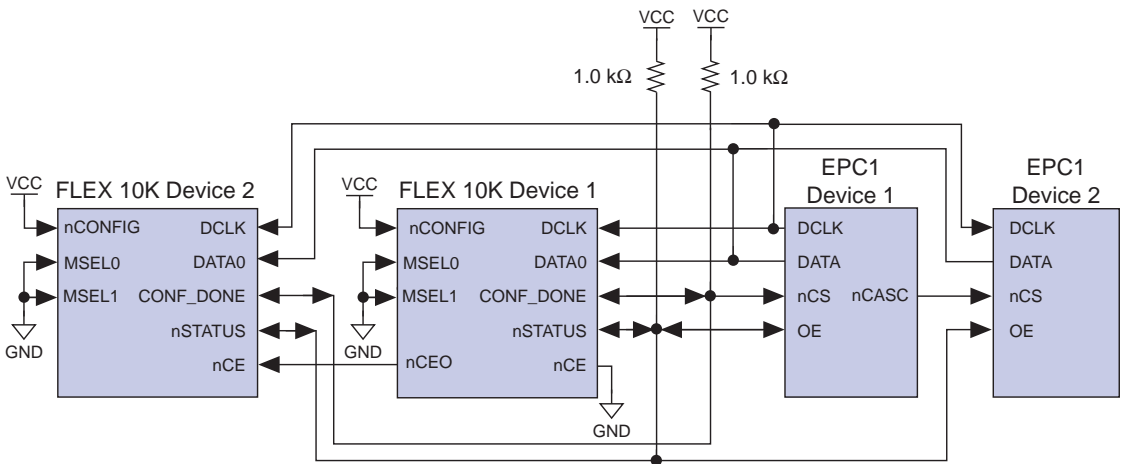 VCC VCC
1.0 kΩ 1.0 kΩ
VCC
FLEX 10K Device 2
nCONFIG DCLK
MSEL0 DATA0
MSEL1 CONF_DONE
nSTATUS
nCE
GND
VCC
FLEX 10K Device 1
nCONFIG DCLK
MSEL0 DATA0
MSEL1 CONF_DONE
nSTATUS
nCEO nCE
GND
GND
EPC1
Device 1
DCLK
DATA
nCS nCASC
OE
EPC1
Device 2
DCLK
DATA
nCS
OE